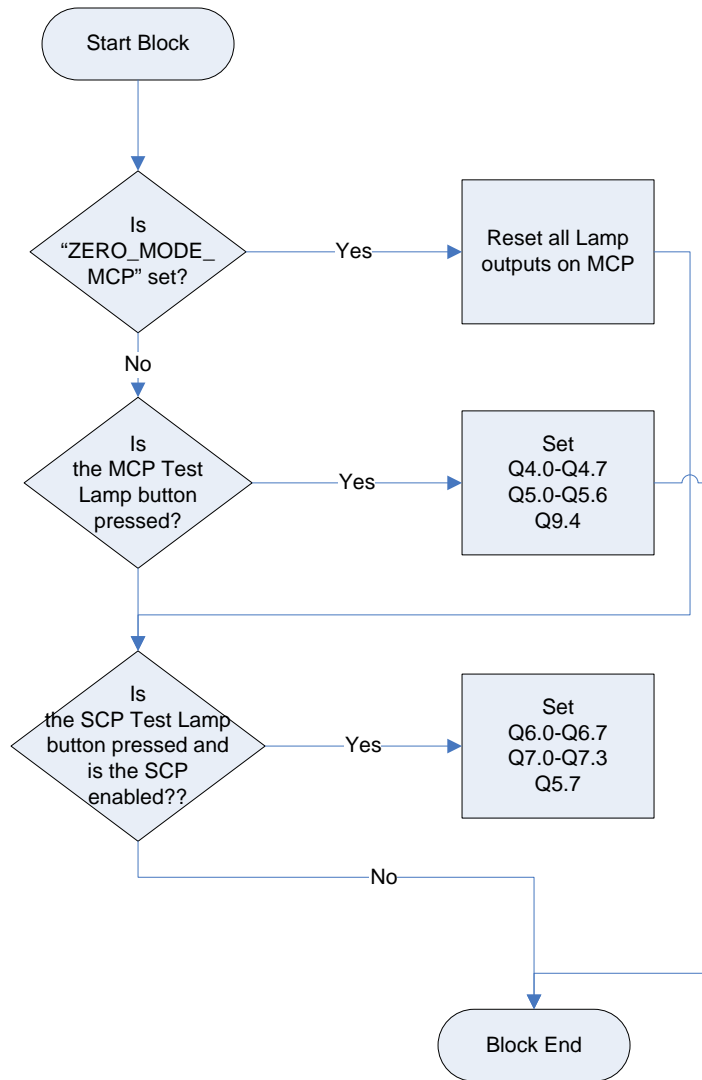 Start Block
Is
“ZERO_MODE_
MCP” set?
Yes
Reset all Lamp
outputs on MCP
No
Is
the MCP Test
Lamp button
pressed?
Yes
Set
Q4.0-Q4.7
Q5.0-Q5.6
Q9.4
Is
the SCP Test Lamp
button pressed and
is the SCP
enabled??
Yes
Set
Q6.0-Q6.7
Q7.0-Q7.3
Q5.7
No
Block End